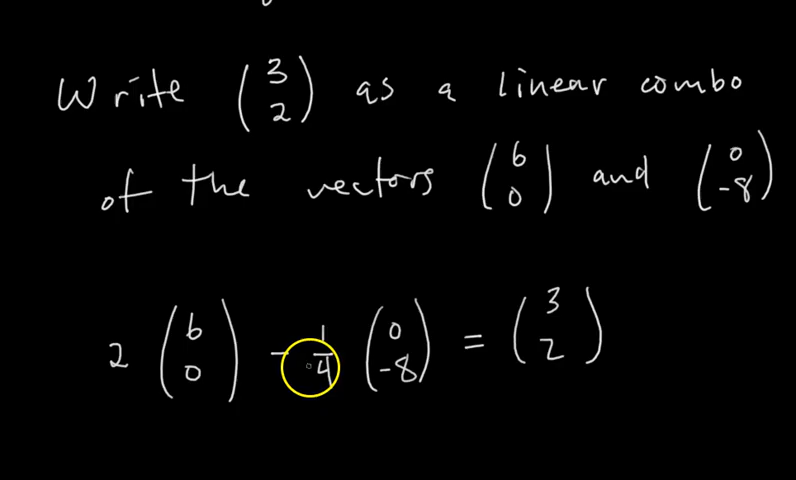 Write (3 2) as a linear combo
of the vectors (6 0) and (0 -8)
2 (6 0) - 1/4 (0 -8) = (3 2)